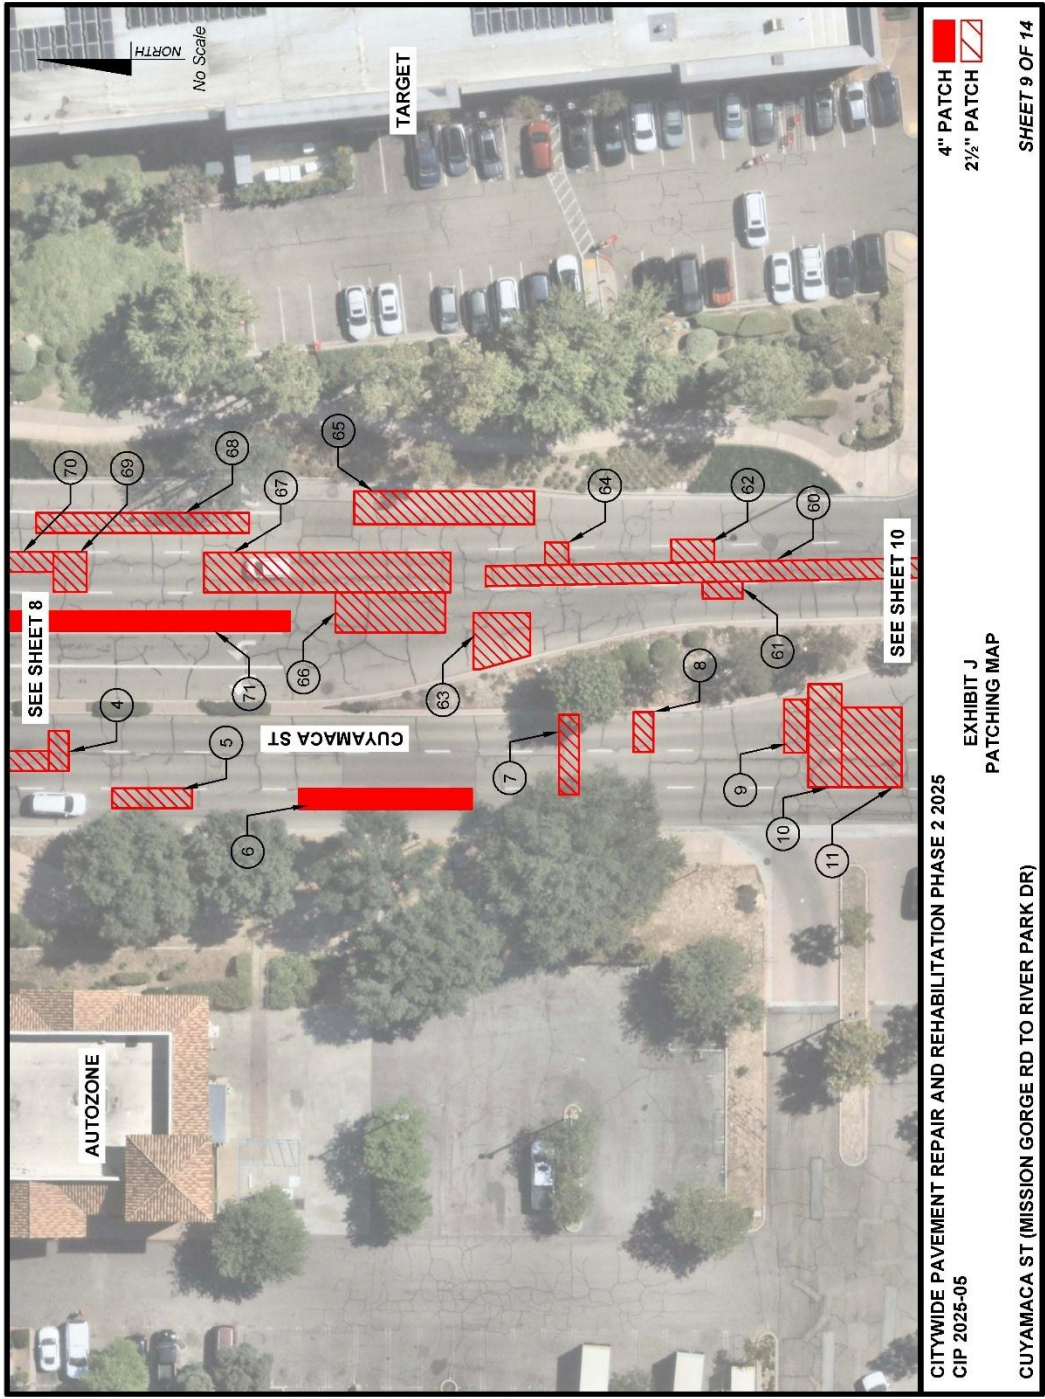 NORTH
No Scale
TARGET
70
69
68
67
65
64
62
60
SEE SHEET 8
SEE SHEET 10
71
66
63
61
4
5
CUYAMACA ST
7
8
6
9
10
11
AUTOZONE
4" PATCH
2½" PATCH
CITYWIDE PAVEMENT REPAIR AND REHABILITATION PHASE 2 2025
CIP 2025-05
EXHIBIT J
PATCHING MAP
CUYAMACA ST (MISSION GORGE RD TO RIVER PARK DR)
SHEET 9 OF 14